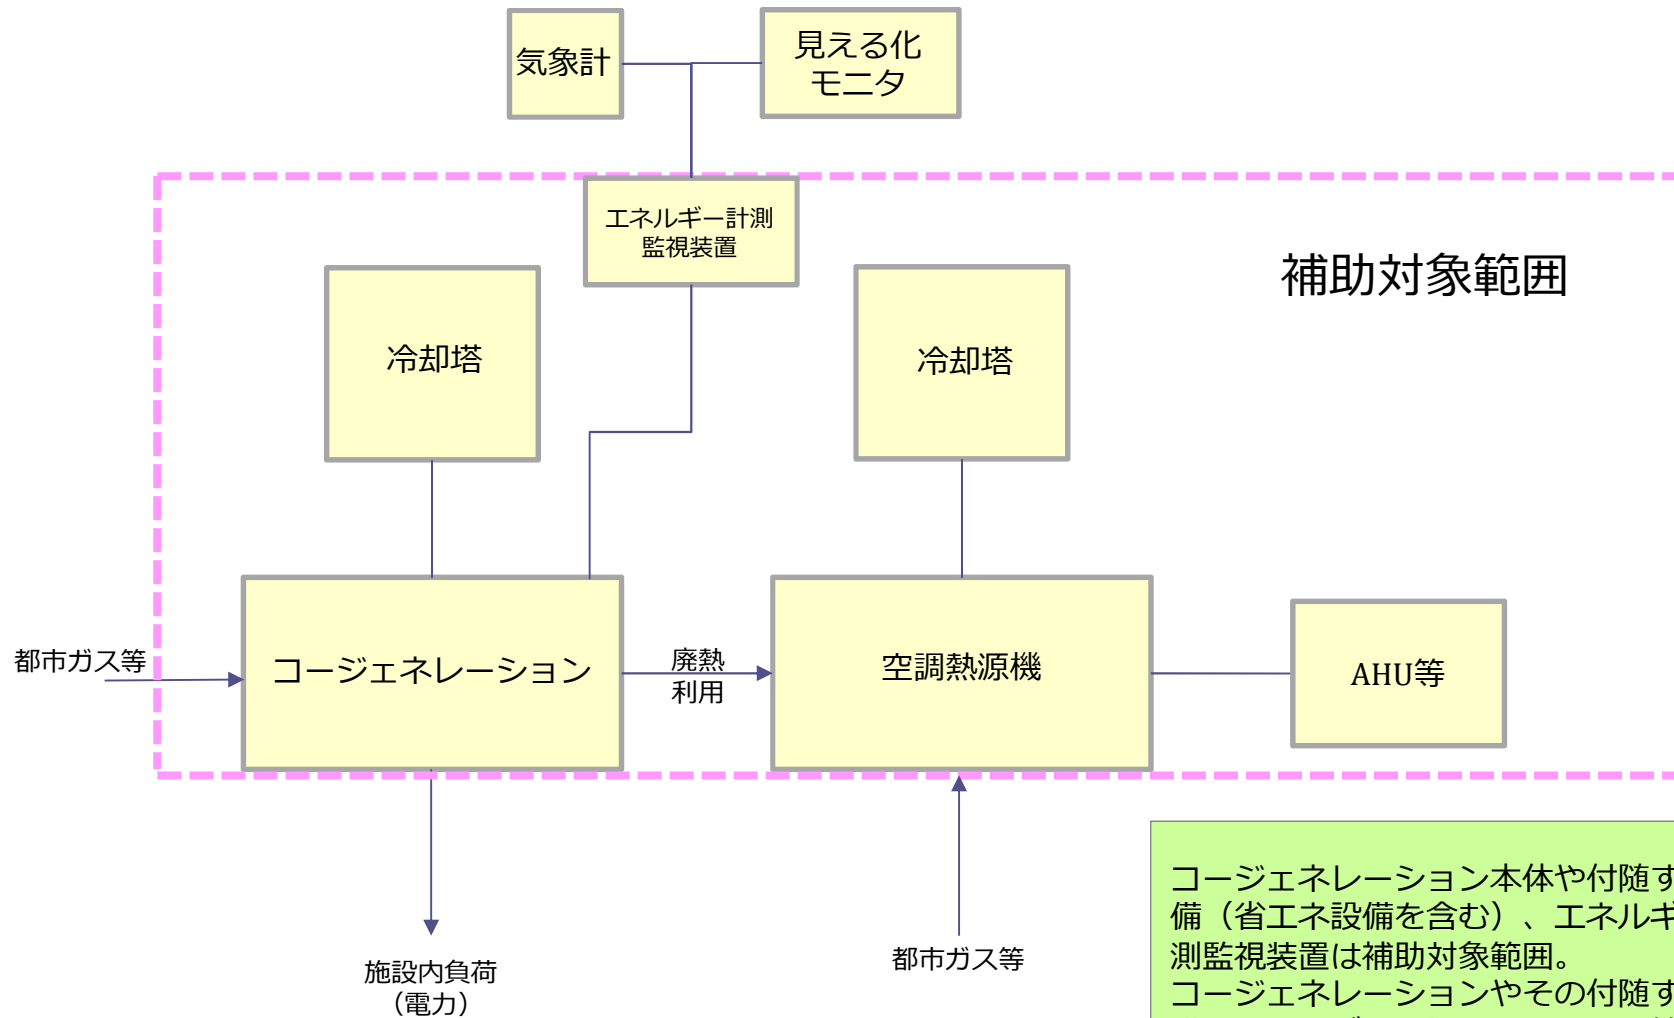 気象計
見える化
モニタ
エネルギー計測
監視装置
補助対象範囲
冷却塔
冷却塔
都市ガス等
コージェネレーション
廃熱
利用
空調熱源機
AHU等
施設内負荷
（電力）
都市ガス等
コージェネレーション本体や付随す
備（省エネ設備を含む）、エネルギ
測監視装置は補助対象範囲。
コージェネレーションやその付随す